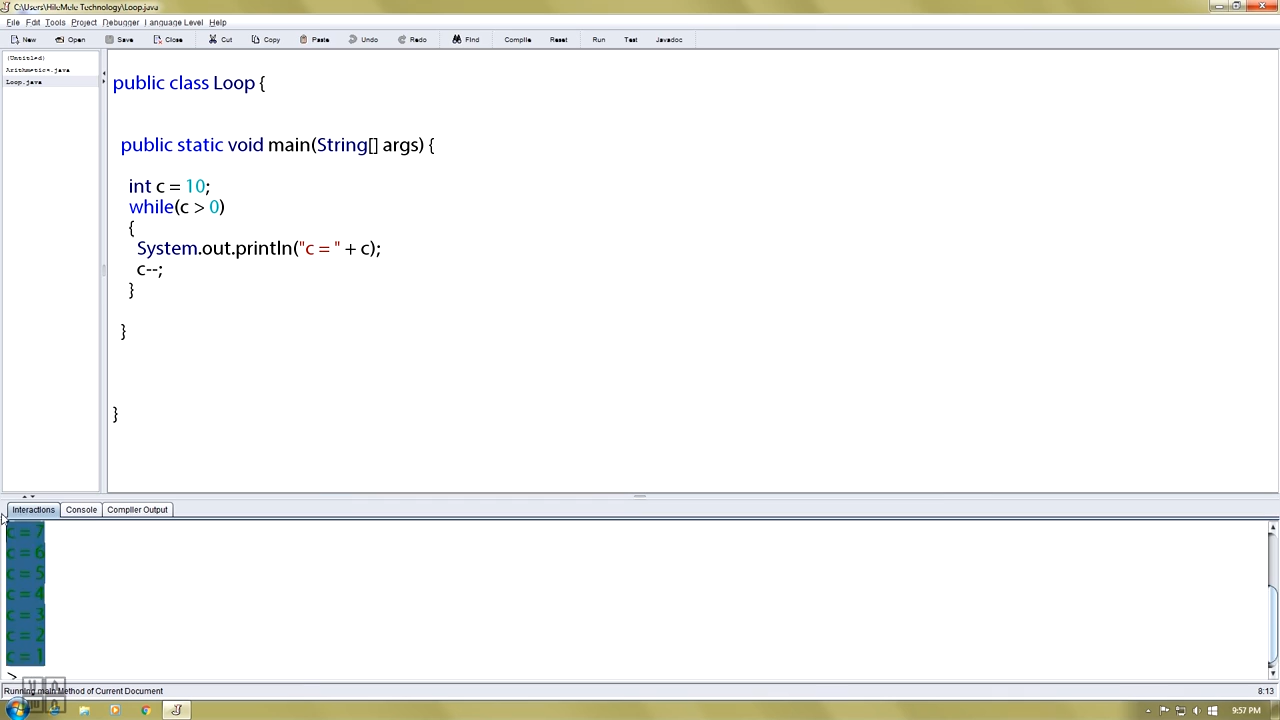 C:\Users\HileMele Technology\Loop.java
File Edit Tools Project Debugger Language Level Help
New Open Save Close Cut Copy Paste Undo Redo Find Compile Reset Run Test Javadoc
(Untitled)
Arithmetics.java
Loop.java
public class Loop {
public static void main(String[] args) {
int c = 10;
while(c > 0)
{
System.out.println("c = " + c);
c--;
}
}
}
Interactions Console Compiler Output
c = 7
c = 6
c = 5
c = 4
c = 3
c = 2
c = 1
>
Running main Method of Current Document 8:13
9:57 PM